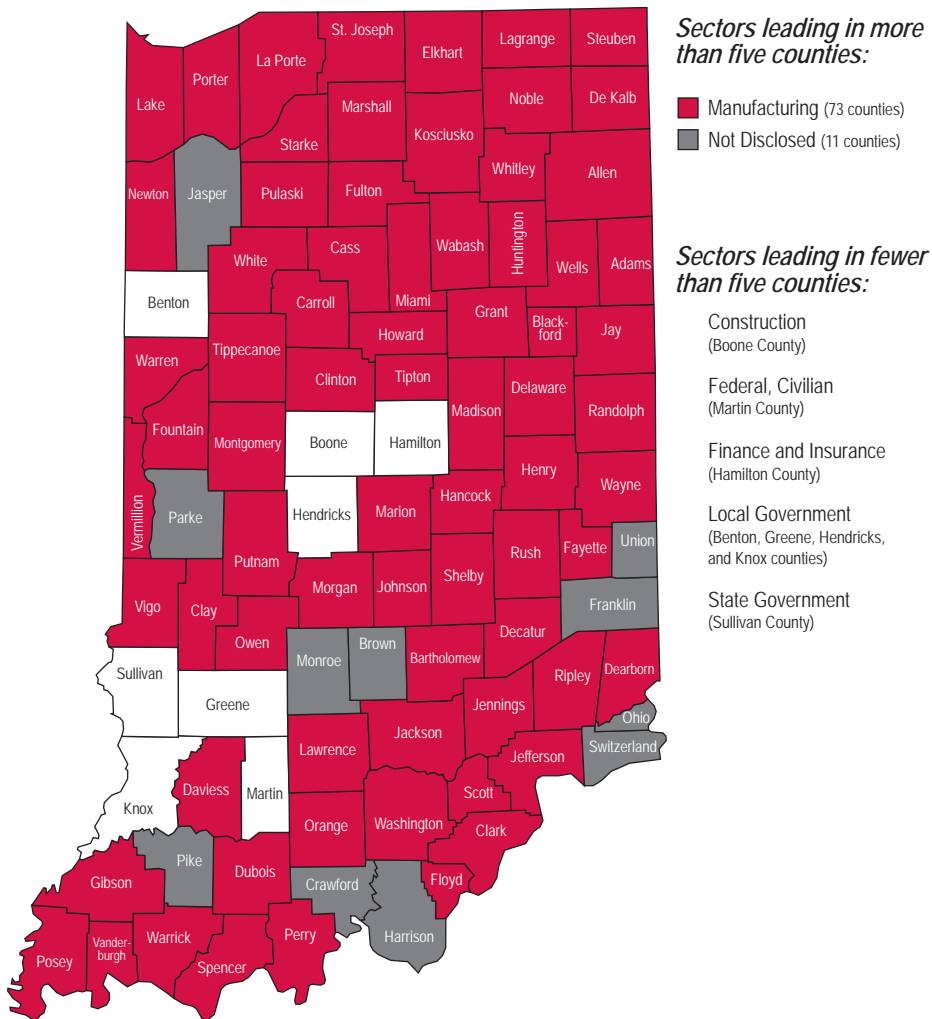 Sectors leading in more
than five counties:
Manufacturing (73 counties)
Not Disclosed (11 counties)
Sectors leading in fewer
than five counties:
Construction
(Boone County)
Federal, Civilian
(Martin County)
Finance and Insurance
(Hamilton County)
Local Government
(Benton, Greene, Hendricks,
and Knox counties)
State Government
(Sullivan County)
Lake
Porter
La Porte
St. Joseph
Elkhart
Lagrange
Steuben
Noble
De Kalb
Marshall
Kosciusko
Starke
Whitley
Allen
Newton
Jasper
Pulaski
Fulton
Wabash
Huntington
Wells
Adams
White
Cass
Miami
Benton
Carroll
Grant
Black-
ford
Jay
Howard
Warren
Tippecanoe
Clinton
Tipton
Madison
Delaware
Randolph
Fountain
Montgomery
Boone
Hamilton
Henry
Wayne
Vermillion
Parke
Hendricks
Marion
Hancock
Putnam
Rush
Fayette
Union
Morgan
Johnson
Shelby
Franklin
Vigo
Clay
Owen
Decatur
Monroe
Brown
Bartholomew
Ripley
Dearborn
Sullivan
Greene
Jennings
Ohio
Jackson
Switzerland
Lawrence
Jefferson
Knox
Daviess
Martin
Scott
Orange
Washington
Clark
Pike
Dubois
Gibson
Crawford
Floyd
Harrison
Posey
Vander-
burgh
Warrick
Spencer
Perry